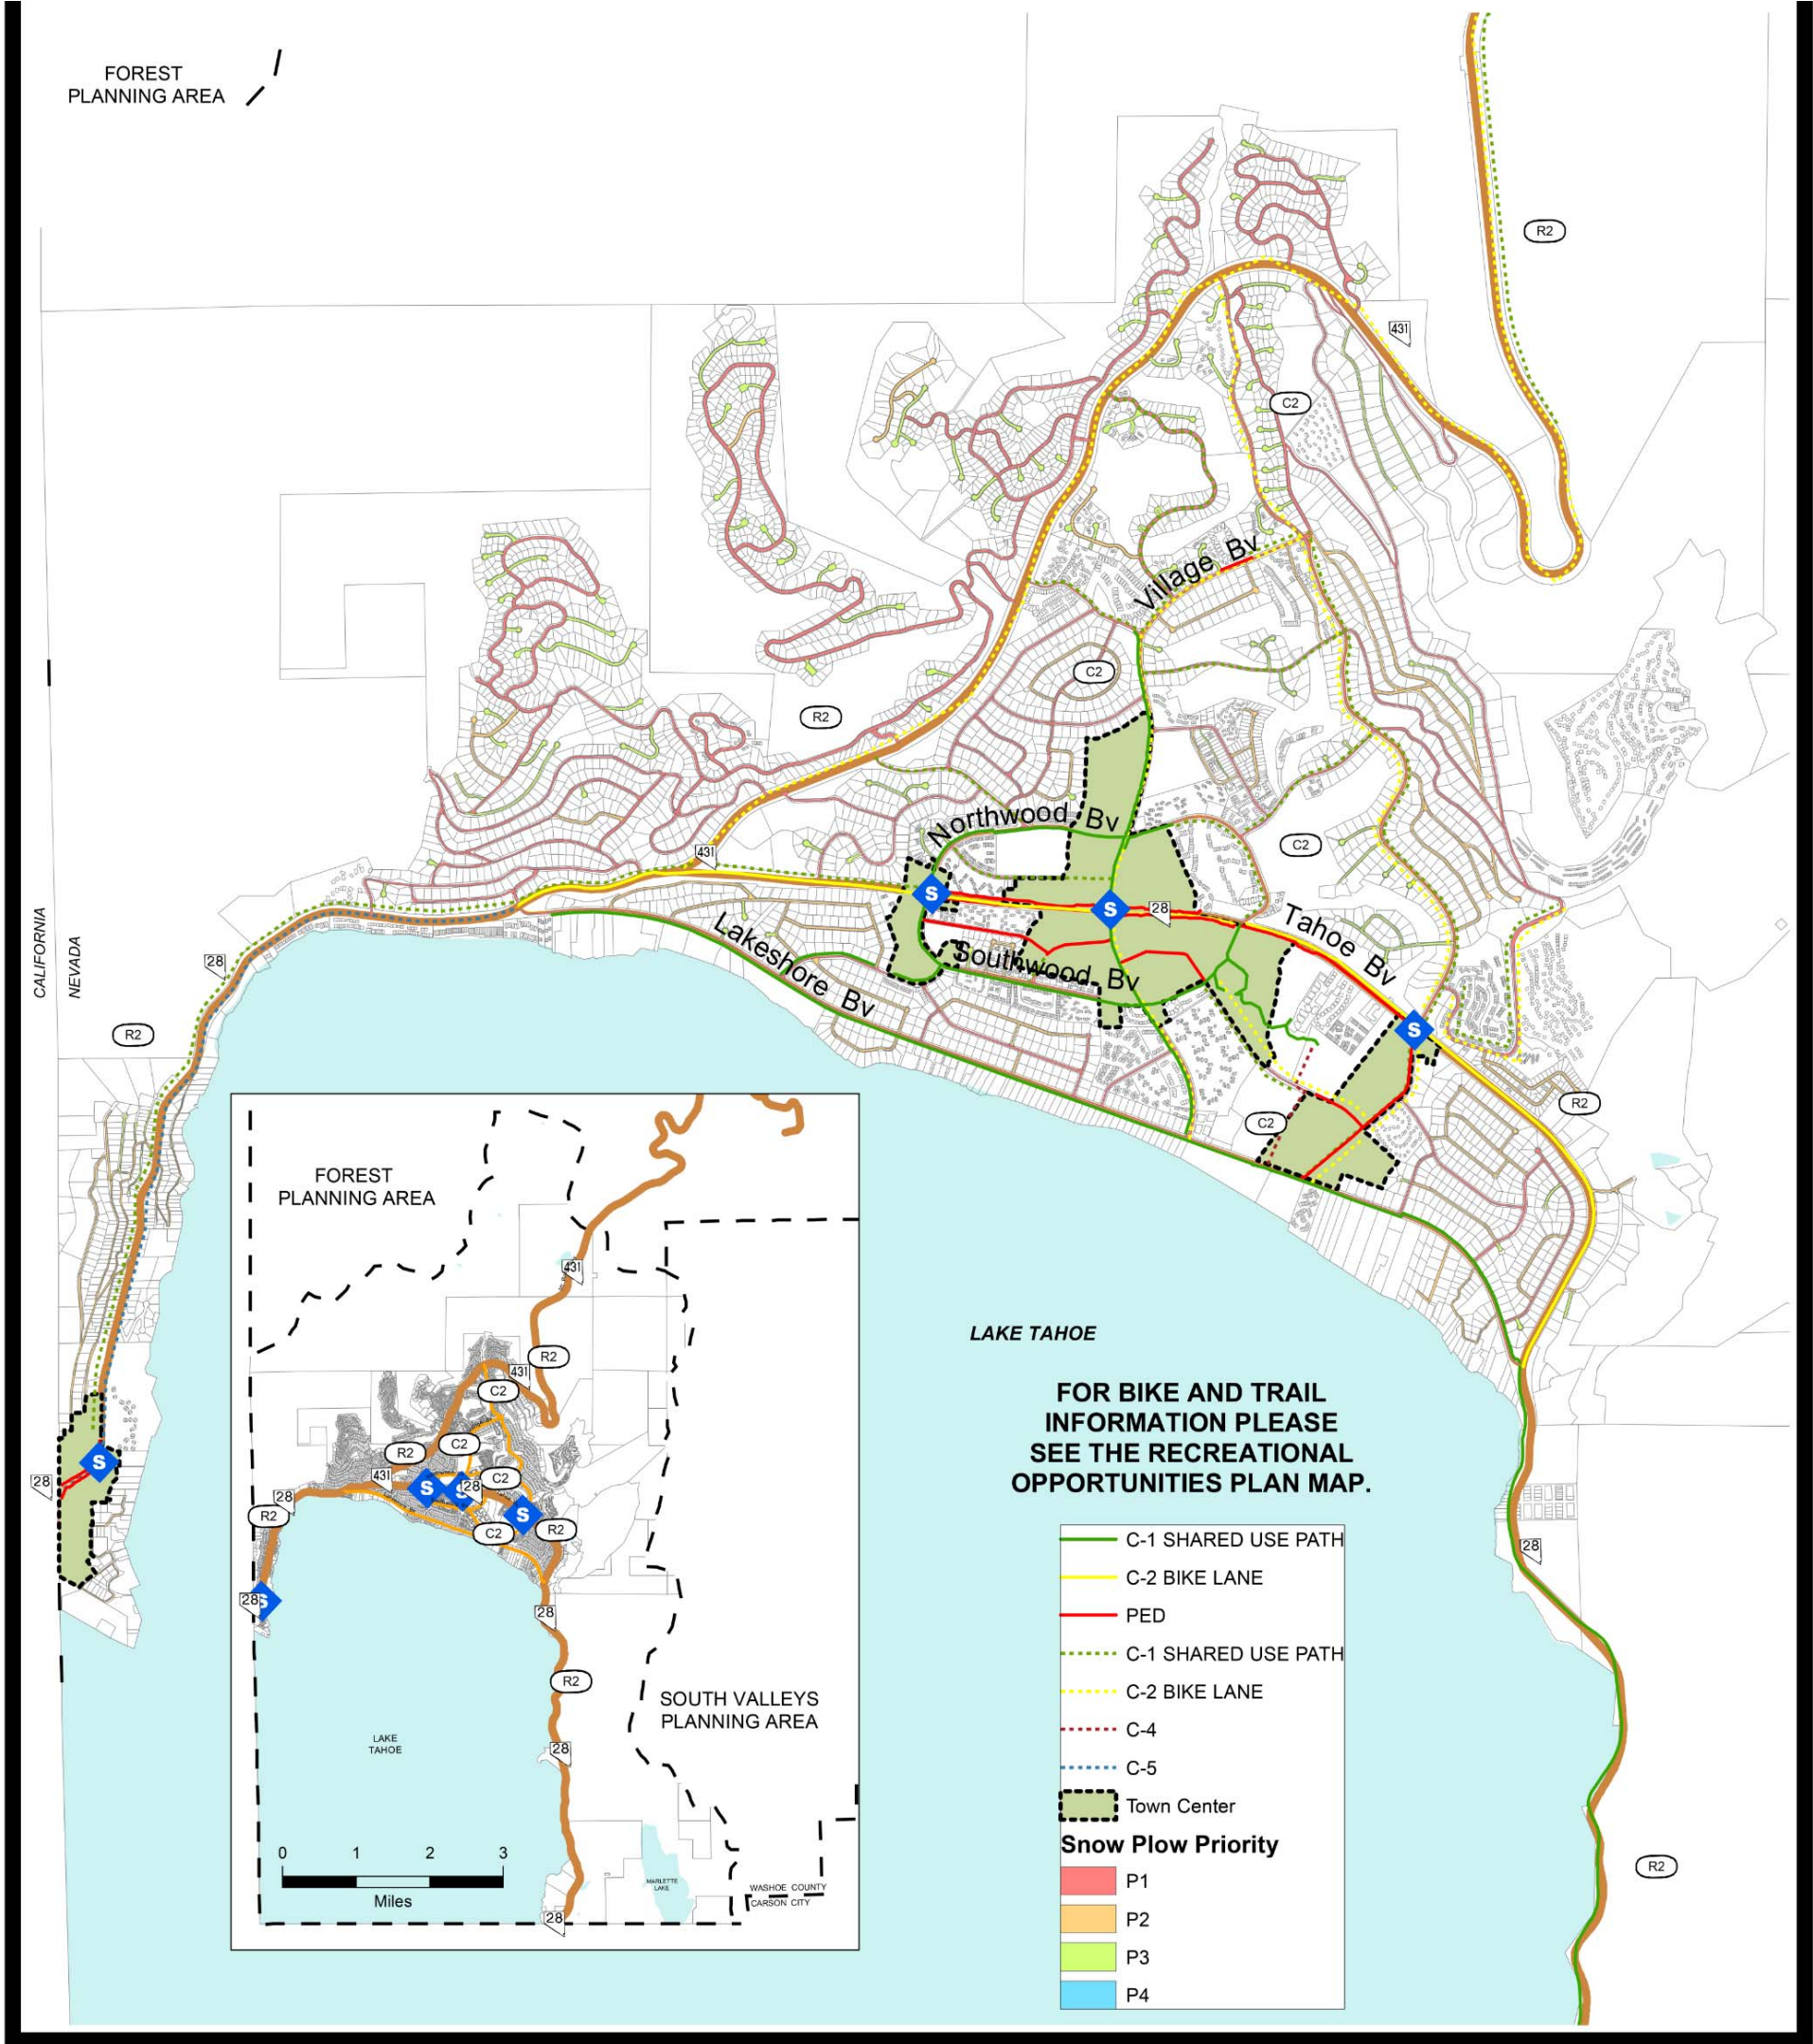 FOREST
PLANNING AREA
R2
431
C2
Village Bv
C2
R2
Northwood Bv
C2
431
S
S
28
Tahoe Bv
Lakeshore Bv
Southwood Bv
28
CALIFORNIA
NEVADA
R2
S
R2
C2
LAKE TAHOE
FOR BIKE AND TRAIL
INFORMATION PLEASE
SEE THE RECREATIONAL
OPPORTUNITIES PLAN MAP.
S
28
28
R2
FOREST
PLANNING AREA
431
R2
431
C2
R2
C2
431
C2
S
S
28
28
R2
S
C2
R2
28
S
28
R2
SOUTH VALLEYS
PLANNING AREA
28
LAKE
TAHOE
0 1 2 3
Miles
MARLETTE
LAKE
WASHOE COUNTY
CARSON CITY
28
C-1 SHARED USE PATH
C-2 BIKE LANE
PED
C-1 SHARED USE PATH
C-2 BIKE LANE
C-4
C-5
Town Center
Snow Plow Priority
P1
P2
P3
P4